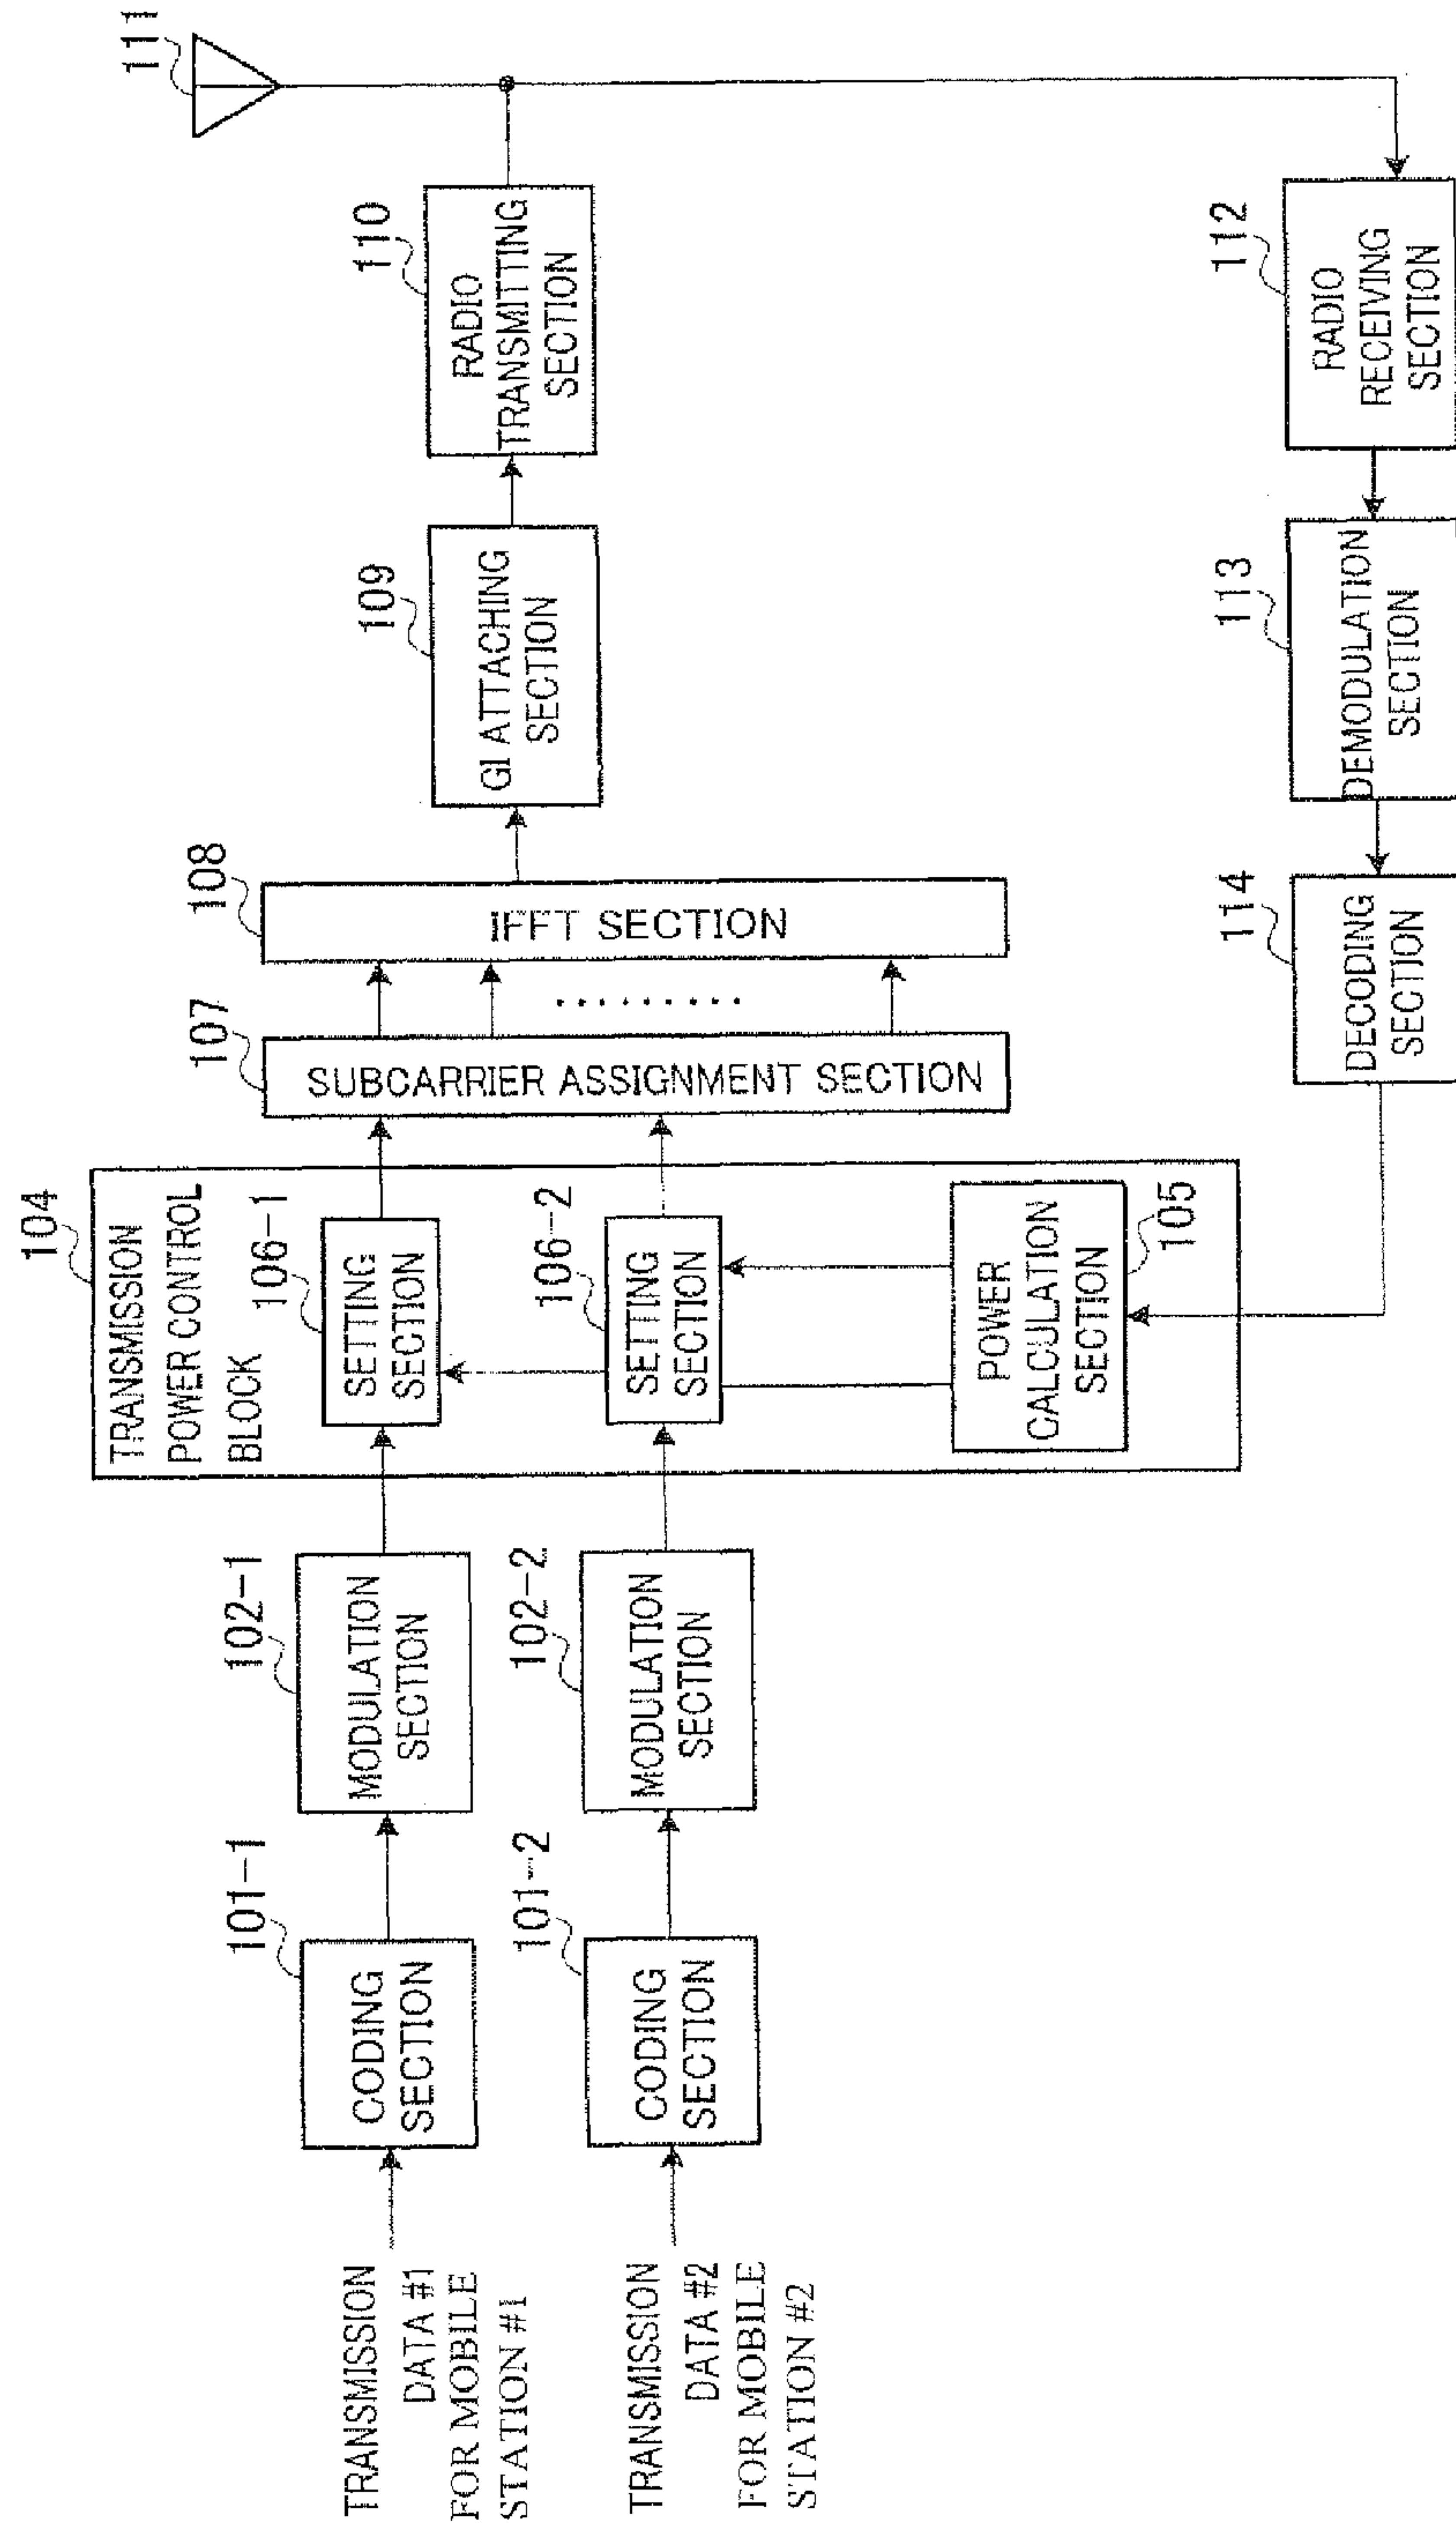 TRANSMISSION
DATA #1
FOR MOBILE
STATION #1
101-1
CODING
SECTION
102-1
MODULATION
SECTION
TRANSMISSION
DATA #2
FOR MOBILE
STATION #2
101-2
CODING
SECTION
102-2
MODULATION
SECTION
104
TRANSMISSION
POWER CONTROL
BLOCK
106-1
SETTING
SECTION
106-2
SETTING
SECTION
POWER
CALCULATION
SECTION
105
107
SUBCARRIER ASSIGNMENT SECTION
108
IFFT SECTION
109
GI ATTACHING
SECTION
110
RADIO
TRANSMITTING
SECTION
111
112
RADIO
RECEIVING
SECTION
113
DEMODULATION
SECTION
114
DECODING
SECTION